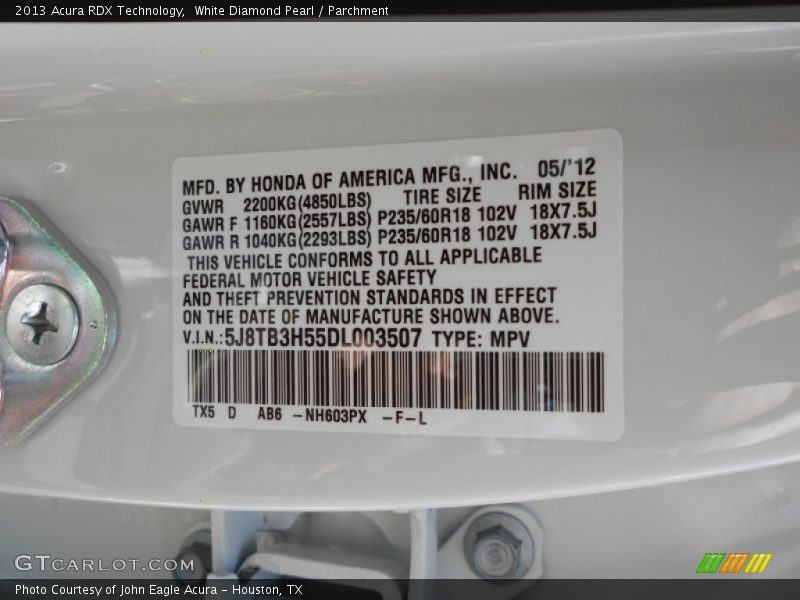 2013 Acura RDX Technology,  White Diamond Pearl / Parchment
MFD. BY HONDA OF AMERICA MFG., INC. 05/'12
GVWR 2200KG(4850LBS) TIRE SIZE RIM SIZE
GAWR F 1160KG(2557LBS) P235/60R18 102V 18X7.5J
GAWR R 1040KG(2293LBS) P235/60R18 102V 18X7.5J
THIS VEHICLE CONFORMS TO ALL APPLICABLE
FEDERAL MOTOR VEHICLE SAFETY
AND THEFT PREVENTION STANDARDS IN EFFECT
ON THE DATE OF MANUFACTURE SHOWN ABOVE.
V.I.N.:5J8TB3H55DL003507 TYPE: MPV
TX5 D AB6 -NH603PX -F-L
GTCARLOT.COM
Photo Courtesy of John Eagle Acura - Houston, TX